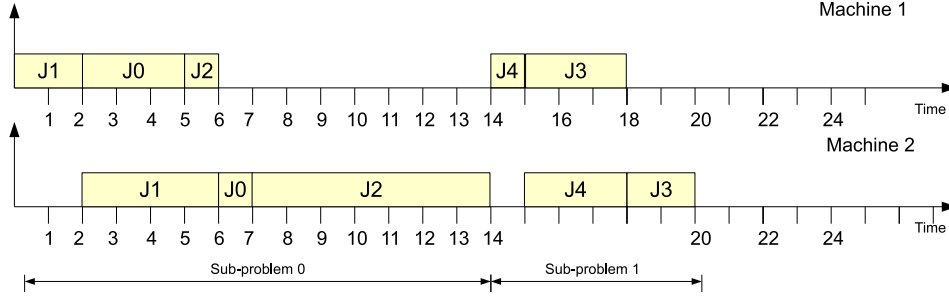 Machine 1
J1 J0 J2 J4 J3
1 2 3 4 5 6 7 8 9 10 11 12 13 14 16 18 20 22 24
Time
Machine 2
J1 J0 J2 J4 J3
1 2 3 4 5 6 7 8 9 10 11 12 13 14 20 22 24
Time
Sub-problem 0 Sub-problem 1